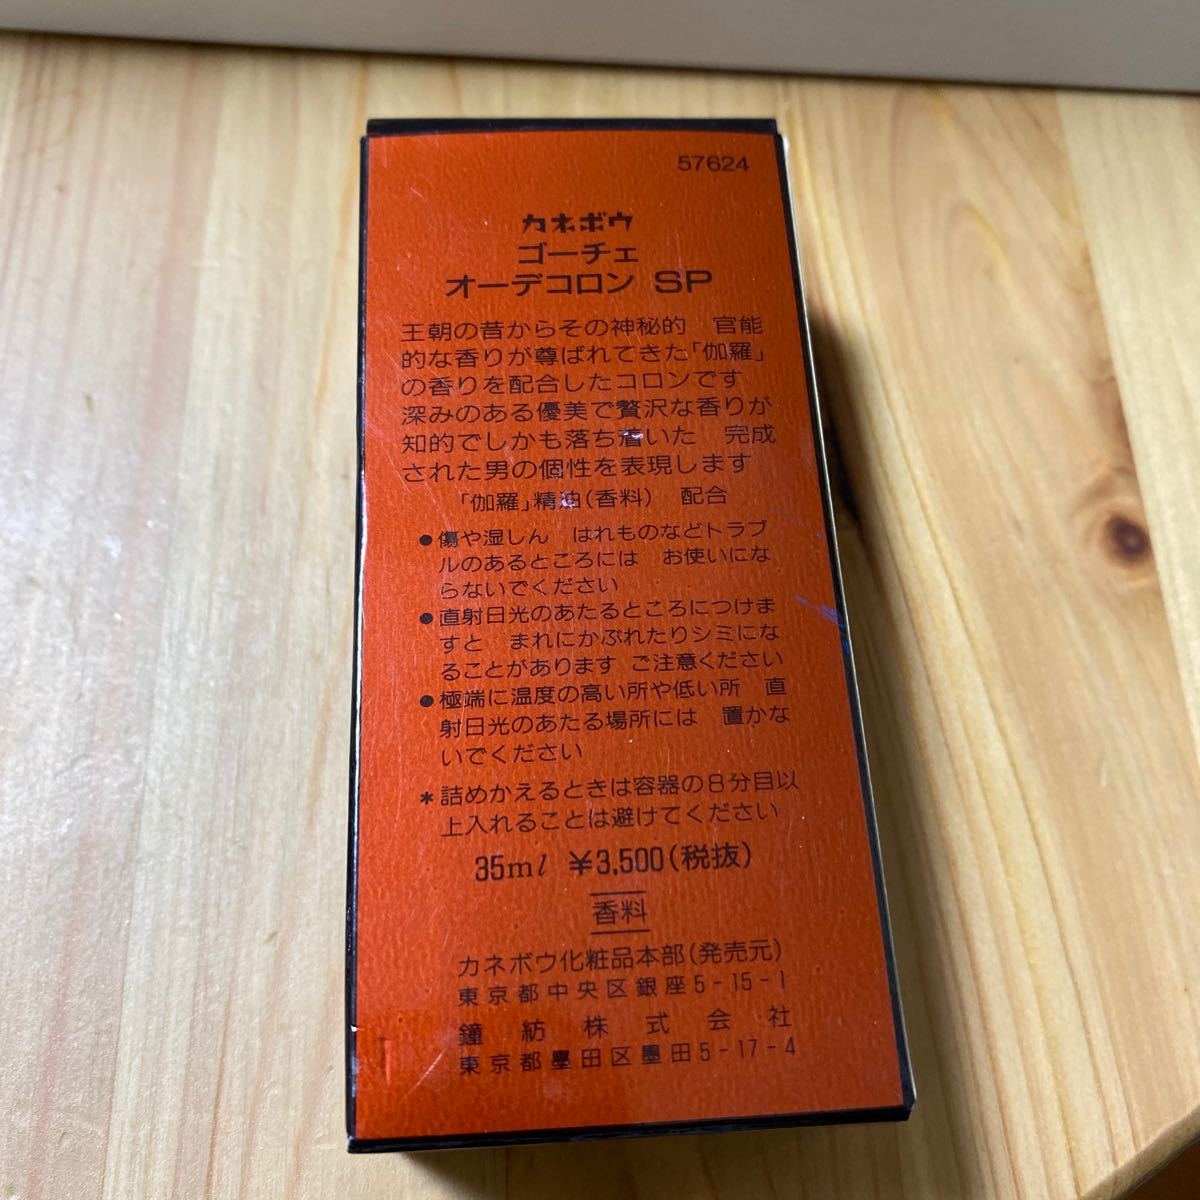 57624
カネボウ
ゴーチェ
オーデコロン SP
王朝の昔からその神秘的 官能
的な香りが尊ばれてきた「伽羅」
の香りを配合したコロンです
深みのある優美で贅沢な香りが
知的でしかも落ち着いた 完成
された男の個性を表現します
「伽羅」精油(香料) 配合
●傷や湿しん はれものなどトラブ
ルのあるところには お使いにな
らないでください
●直射日光のあたるところにつけま
すと まれにかぶれたりシミにな
ることがあります ご注意ください
●極端に温度の高い所や低い所 直
射日光のあたる場所には 置かな
いでください
*詰めかえるときは容器の8分目以
上入れることは避けてください
35ml ¥3,500(税抜)
香料
カネボウ化粧品本部(発売元)
東京都中央区銀座5-15-1
鐘紡株式会社
東京都墨田区墨田5-17-4